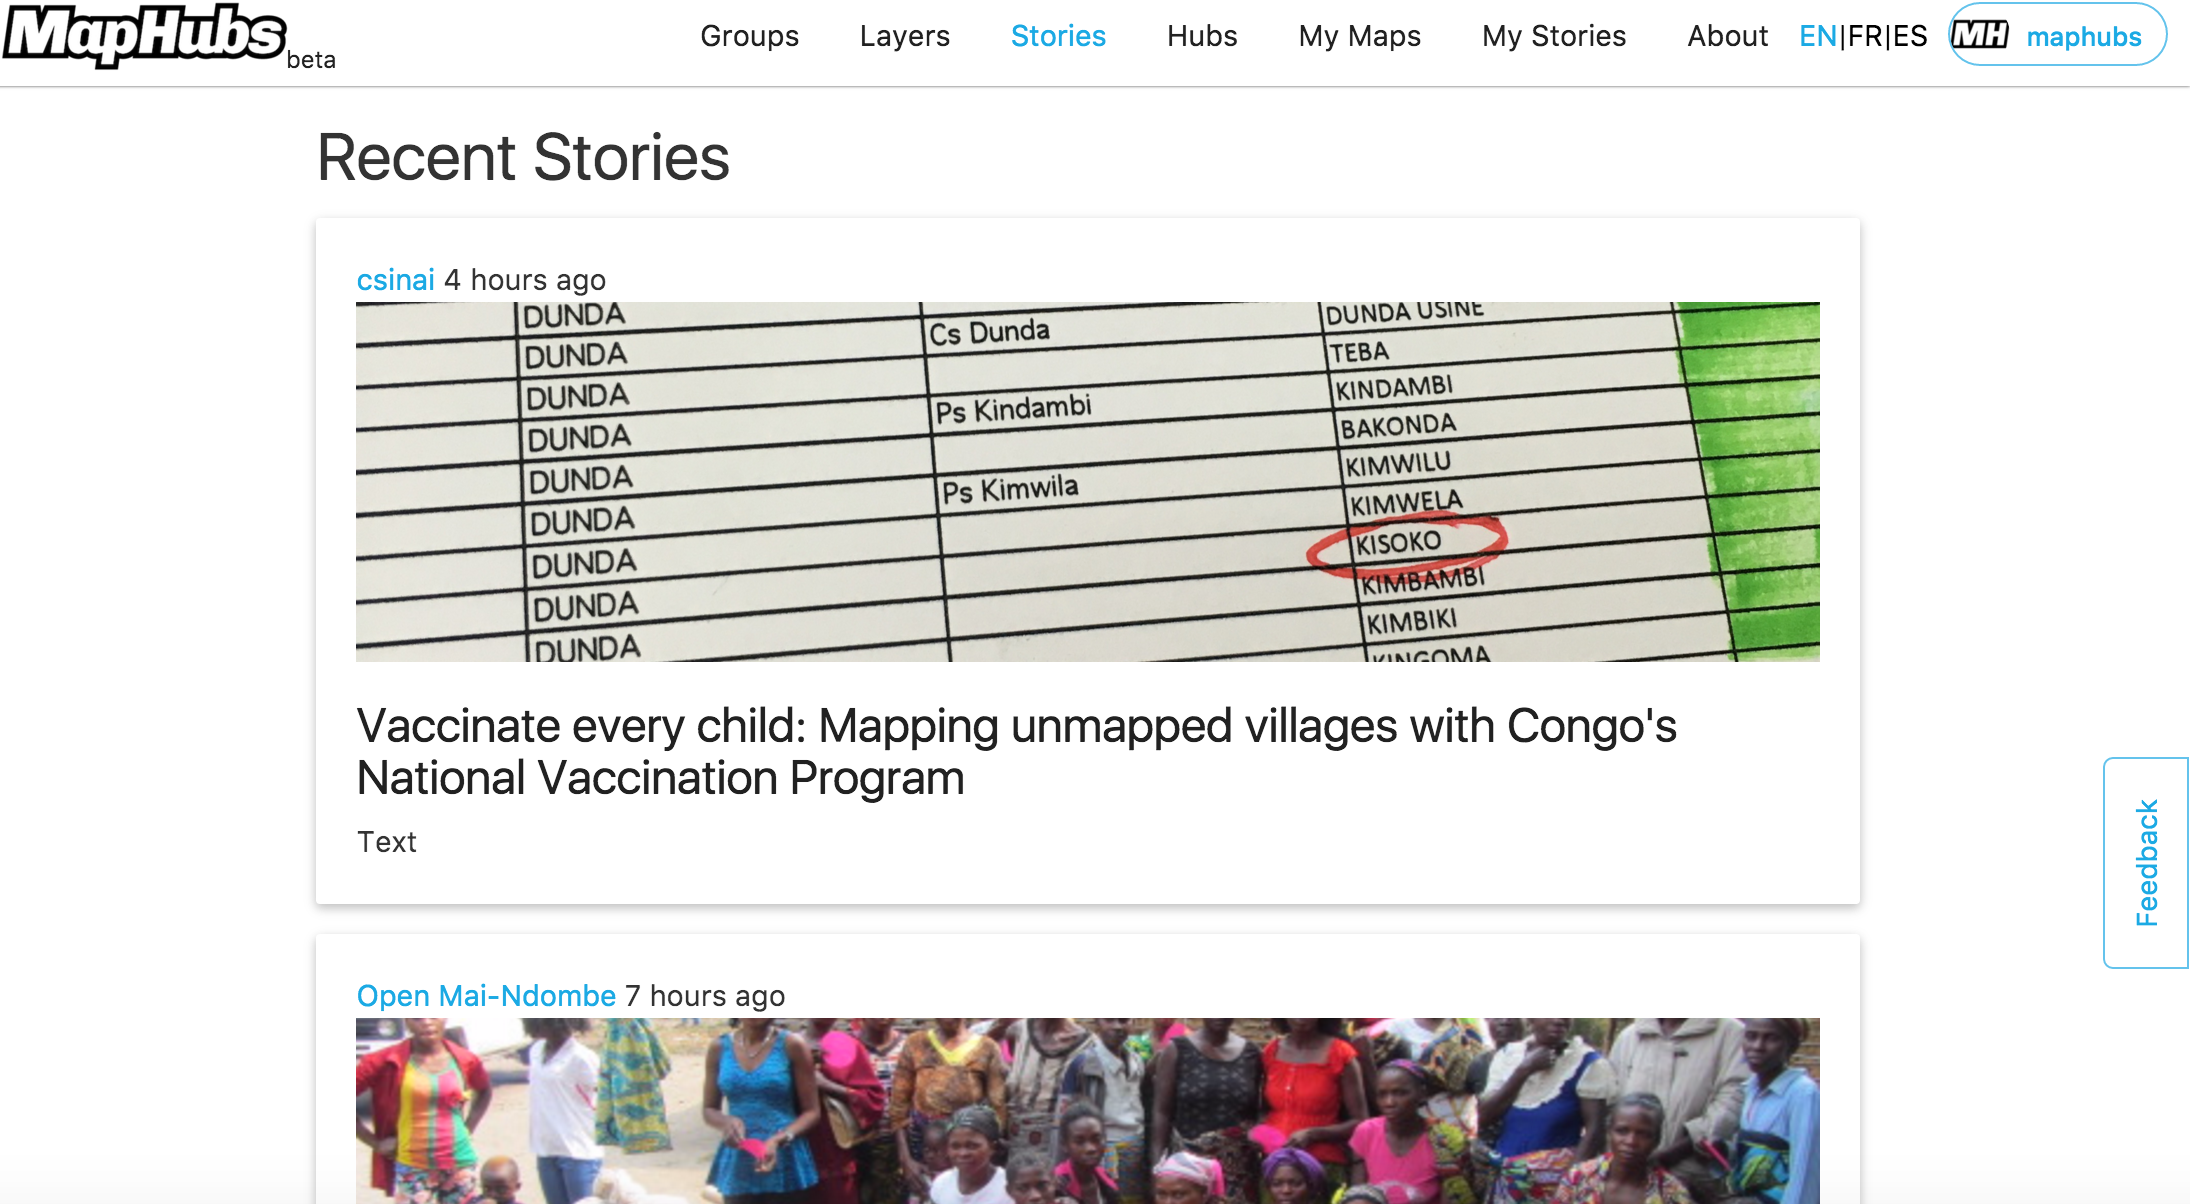 MapHubs beta
Groups Layers Stories Hubs My Maps My Stories About EN|FR|ES MH maphubs
Recent Stories
csinai 4 hours ago
DUNDA DUNDA USINE
DUNDA Cs Dunda TEBA
DUNDA KINDAMBI
DUNDA Ps Kindambi BAKONDA
DUNDA KIMWILU
DUNDA Ps Kimwila KIMWELA
DUNDA KISOKO
DUNDA KIMBAMBI
DUNDA KIMBIKI
KINGOMA
Vaccinate every child: Mapping unmapped villages with Congo's
National Vaccination Program
Text
Feedback
Open Mai-Ndombe 7 hours ago